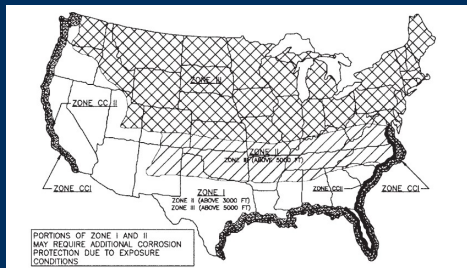 ZONE III
ZONE CC II
ZONE II
ZONE III (ABOVE 5000 FT)
ZONE CCI
ZONE I
ZONE II (ABOVE 3000 FT)
ZONE III (ABOVE 5000 FT)
ZONE CCII
ZONE CCI
PORTIONS OF ZONE I AND II
MAY REQUIRE ADDITIONAL CORROSION
PROTECTION DUE TO EXPOSURE
CONDITIONS